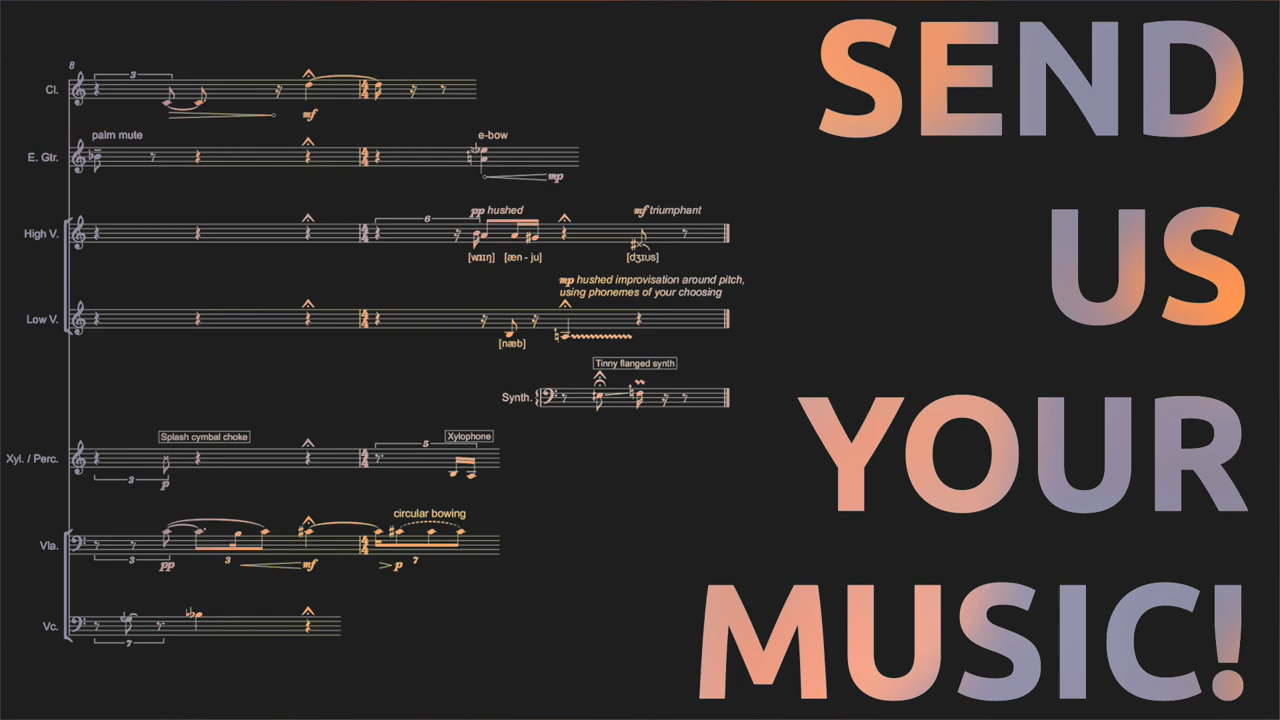 SEND
US
YOUR
MUSIC!
8
3
Cl.
mf
palm mute
e-bow
E. Gtr.
mp
pp hushed
mf triumphant
6
High V.
[wɪɪŋ] [æn - ju]
[dʒɪʊs]
mp hushed improvisation around pitch,
using phonemes of your choosing
Low V.
[næb]
Tinny flanged synth
Synth.
Splash cymbal choke
Xylophone
5
Xyl. / Perc.
3
p
circular bowing
Vla.
3
pp
3
mf
p
7
Vc.
7